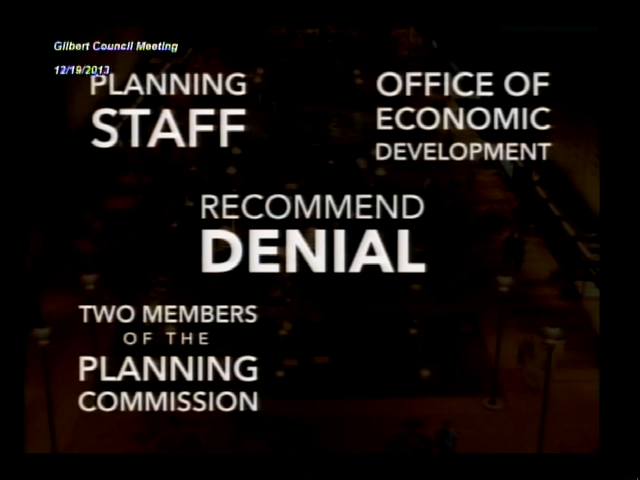 Gilbert Council Meeting
12/19/2013
PLANNING
STAFF
OFFICE OF
ECONOMIC
DEVELOPMENT
RECOMMEND
DENIAL
TWO MEMBERS
OF THE
PLANNING
COMMISSION